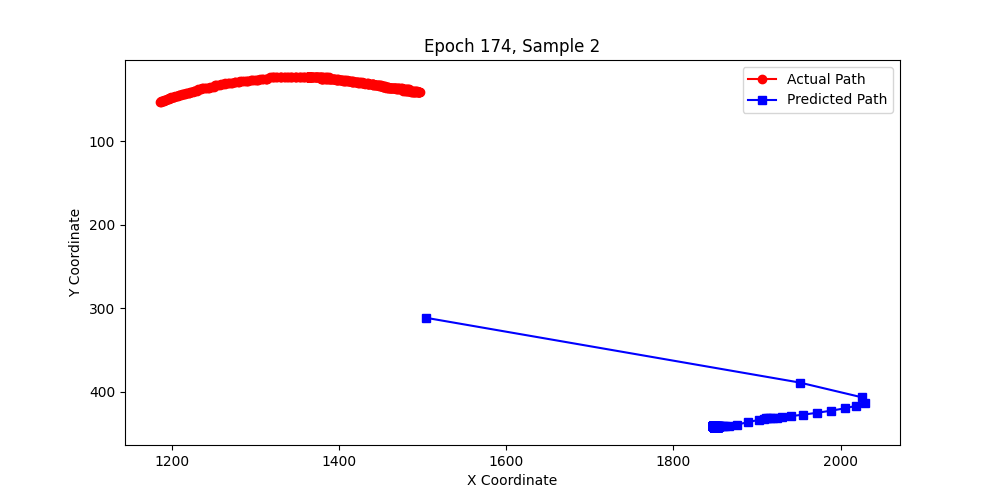 Epoch 174, Sample 2
Actual Path
Predicted Path
Y Coordinate
100
200
300
400
1200
1400
1600
1800
2000
X Coordinate